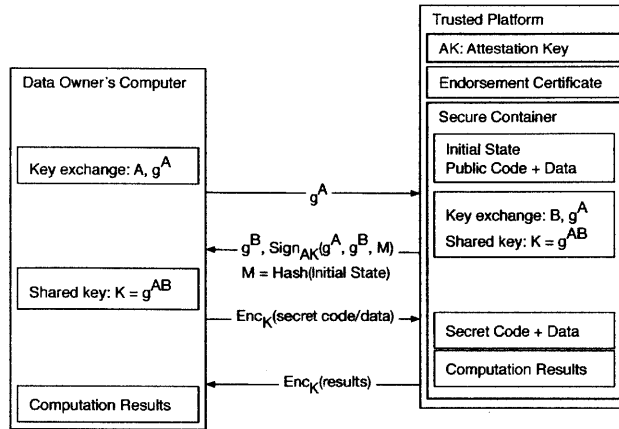 Data Owner's Computer
Key exchange: A, g^A
Shared key: K = g^AB
Computation Results
g^A
g^B, Sign_AK(g^A, g^B, M)
M = Hash(Initial State)
Enc_K(secret code/data)
Enc_K(results)
Trusted Platform
AK: Attestation Key
Endorsement Certificate
Secure Container
Initial State
Public Code + Data
Key exchange: B, g^A
Shared key: K = g^AB
Secret Code + Data
Computation Results